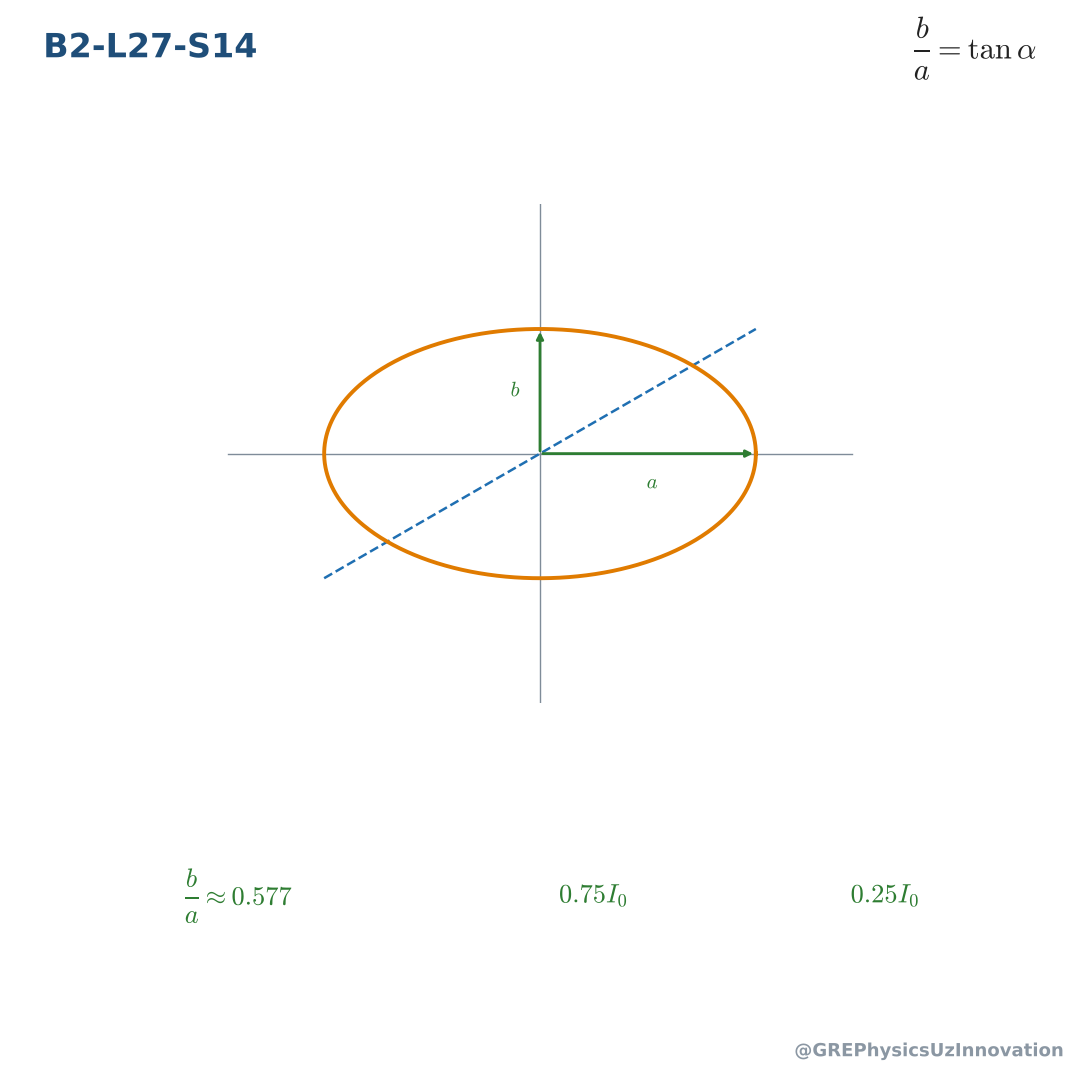 B2-L27-S14
b/a = tan α
b
a
b/a ≈ 0.577
0.75I₀
0.25I₀
@GREPhysicsUzInnovation